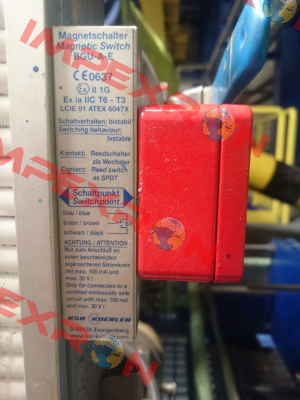 Magnetschalter
Magnetic Switch
BGU-A-E
CE0637
Ex II 1G
Ex ia IIC T6 - T3
LCIE 01 ATEX 6047X
Schaltverhalten: bistabil
Switching behaviour: bistable
Kontakt: Reedschalter als Wechsler
Contact: Reed switch as SPDT
Schaltpunkt
Switchpoint
blau / blue
braun / brown
schwarz / black
ACHTUNG / ATTENTION
Nur zum Anschluß an
einen bescheinigten
eigensicheren Stromkreis
mit max. 100 mA und
max. 30 V !
Only for connection to a
certified intrinsically safe
circuit with max. 100 mA
and max. 30 V !
KSR KUEBLER
D-69439 Zwingenberg
IMPEXRON
IMPEXRON